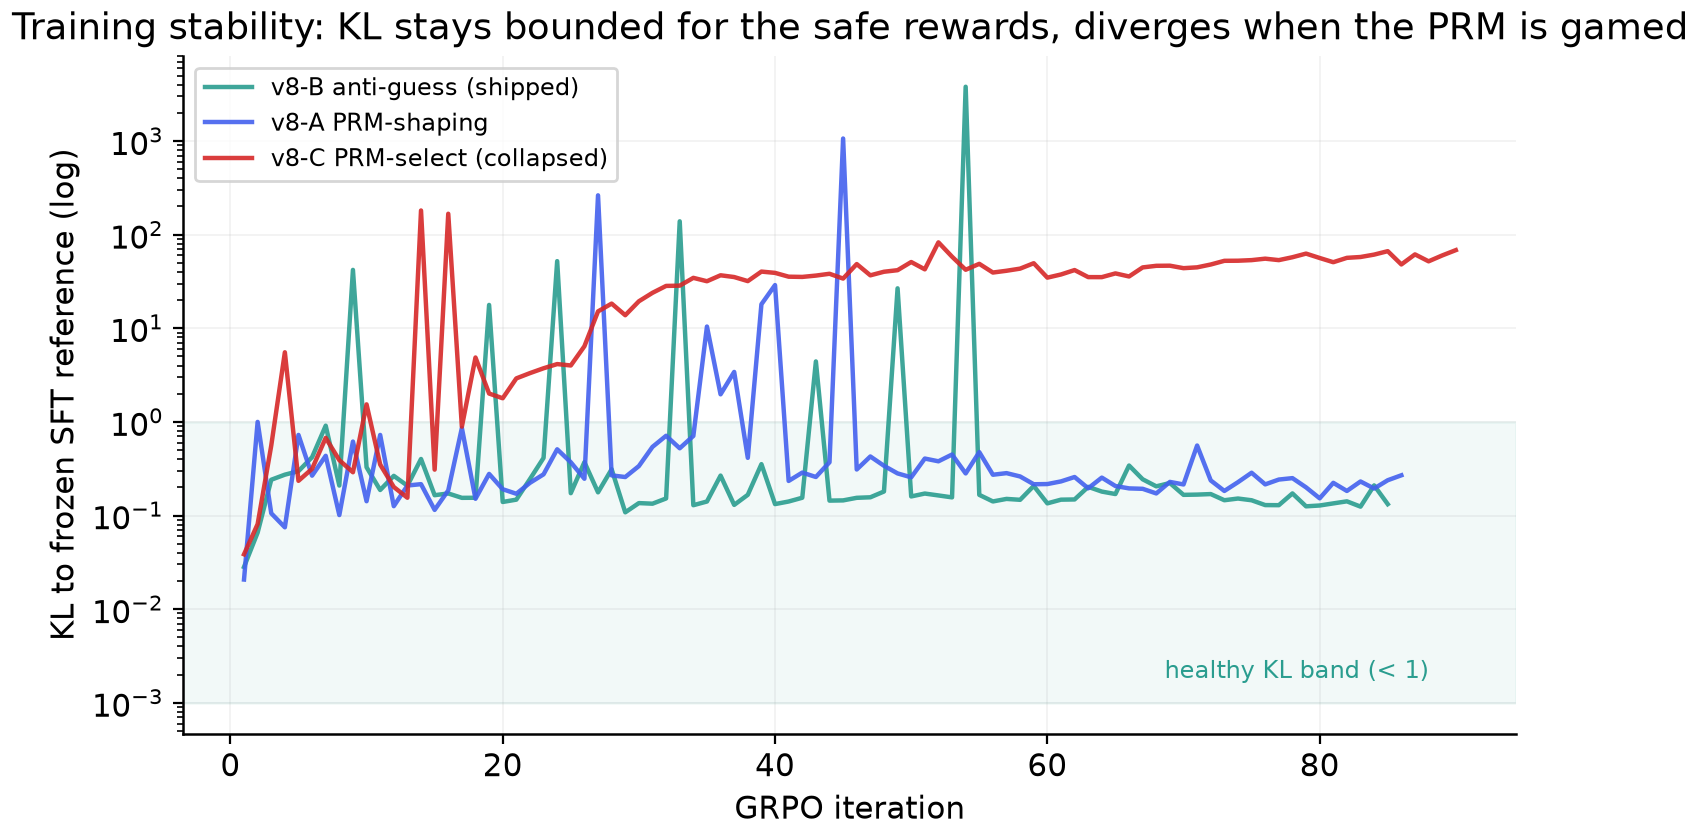 Training stability: KL stays bounded for the safe rewards, diverges when the PRM is gamed
v8-B anti-guess (shipped)
v8-A PRM-shaping
v8-C PRM-select (collapsed)
KL to frozen SFT reference (log)
10³
10²
10¹
10⁰
10⁻¹
10⁻²
10⁻³
healthy KL band (< 1)
0 20 40 60 80
GRPO iteration